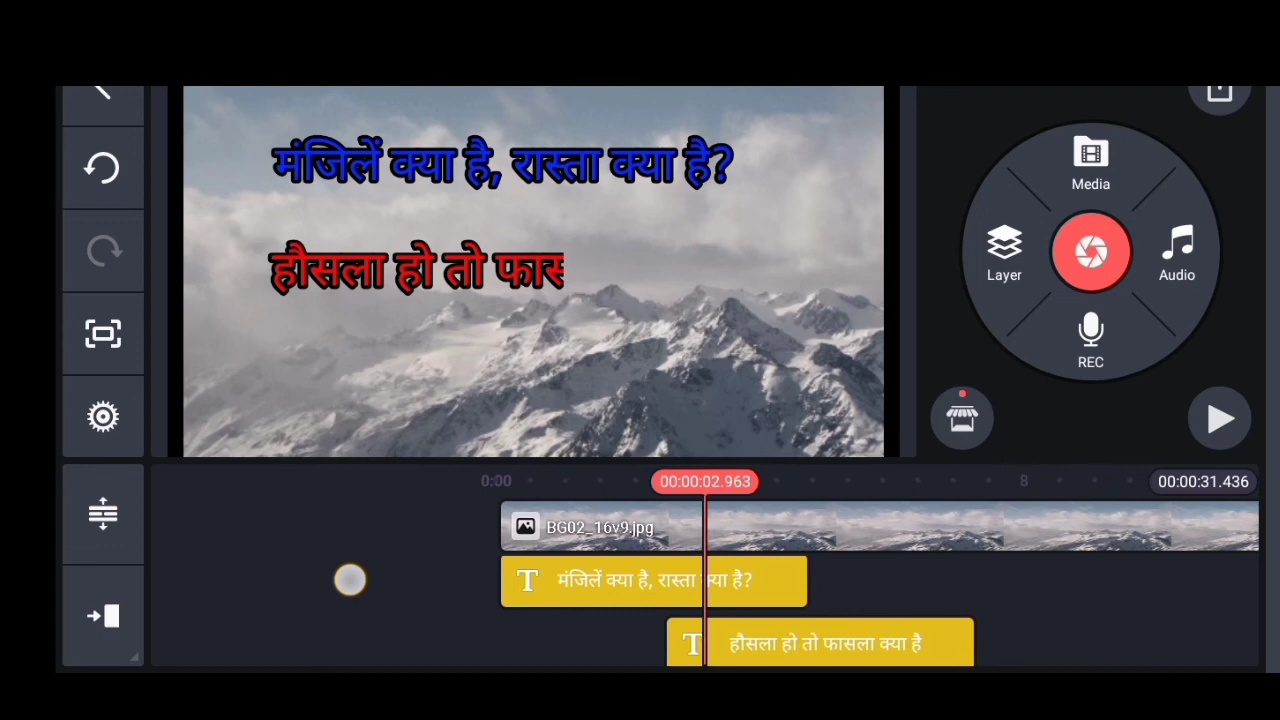 मंजिलें क्या है, रास्ता क्या है?
हौसला हो तो फास
Media
Layer
Audio
REC
0:00
00:00:02.963
8
00:00:31.436
BG02_16v9.jpg
T मंजिलें क्या है, रास्ता क्या है?
T हौसला हो तो फासला क्या है